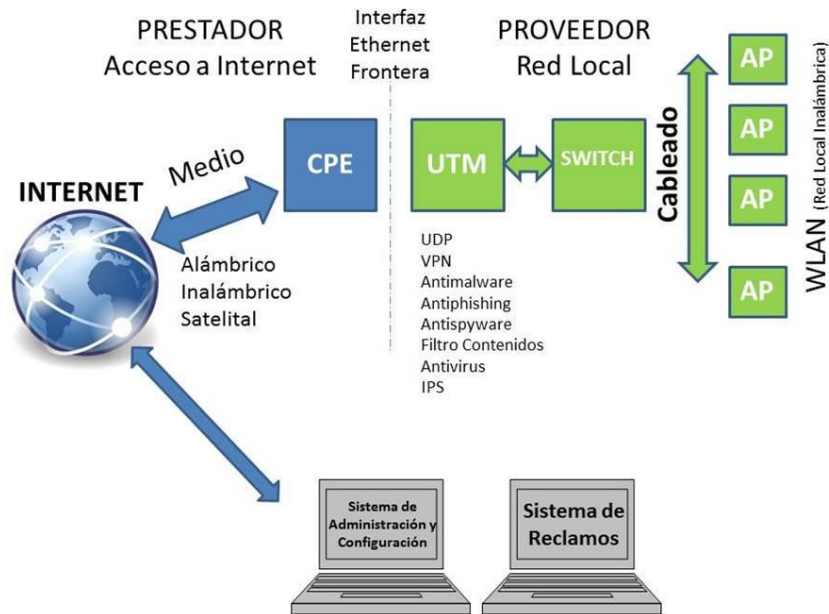 PRESTADOR
Acceso a Internet
Interfaz
Ethernet
Frontera
PROVEEDOR
Red Local
INTERNET
Medio
CPE
Alámbrico
Inalámbrico
Satelital
UTM
SWITCH
UDP
VPN
Antimalware
Antiphishing
Antispyware
Filtro Contenidos
Antivirus
IPS
Cableado
AP
AP
AP
AP
WLAN (Red Local Inalámbrica)
Sistema de
Administración y
Configuración
Sistema de
Reclamos